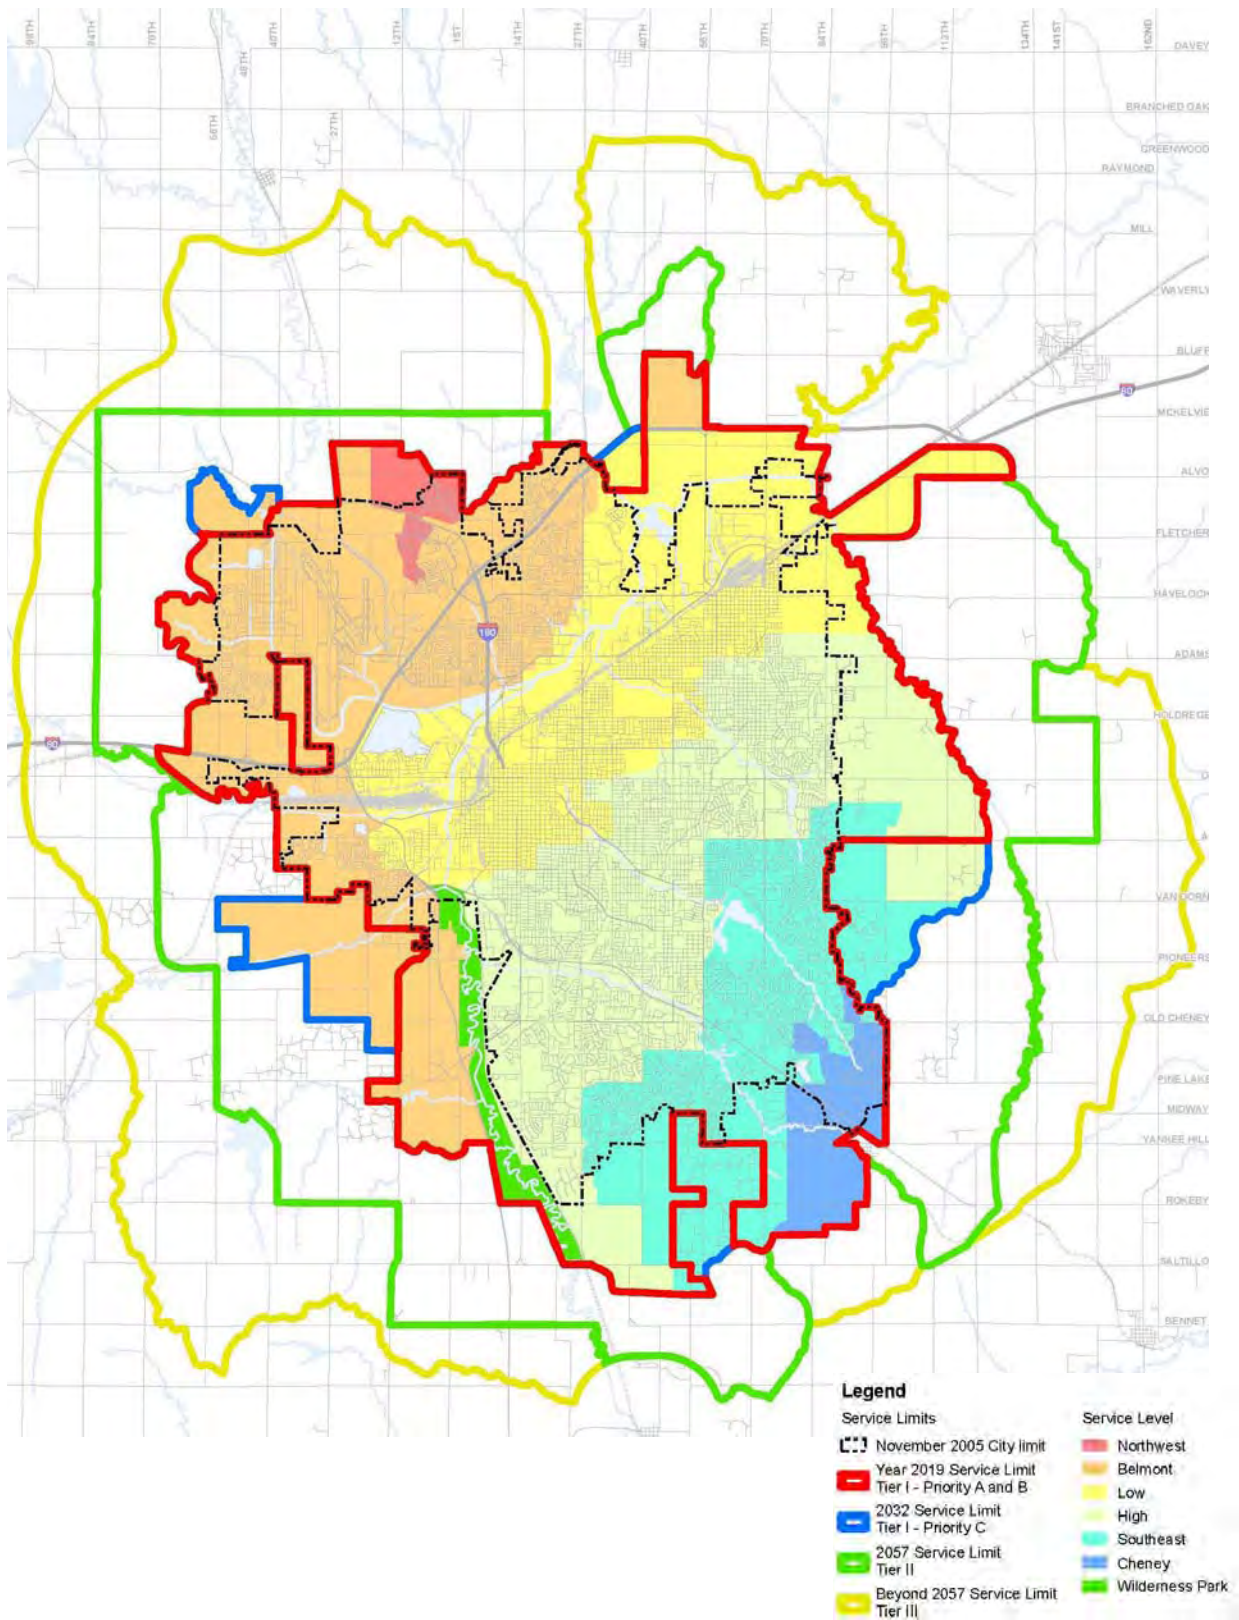 98TH
84TH
70TH
40TH
12TH
1ST
14TH
27TH
40TH
56TH
70TH
84TH
98TH
112TH
134TH
141ST
162ND
48TH
56TH
27TH
DAVEY
BRANCHED OAK
GREENWOOD
RAYMOND
MILL
WAVERLY
BLUFF
80
MCKELVIE
ALVO
FLETCHER
HAVELOCK
180
ADAMS
HOLDREGE
80
O
A
VAN DORN
PIONEERS
OLD CHENEY
PINE LAKE
MIDWAY
YANKEE HILL
ROKEBY
SALTILLO
BENNET
Legend
Service Limits
November 2005 City limit
Year 2019 Service Limit
Tier I - Priority A and B
2032 Service Limit
Tier I - Priority C
2057 Service Limit
Tier II
Beyond 2057 Service Limit
Tier III
Service Level
Northwest
Belmont
Low
High
Southeast
Cheney
Wilderness Park